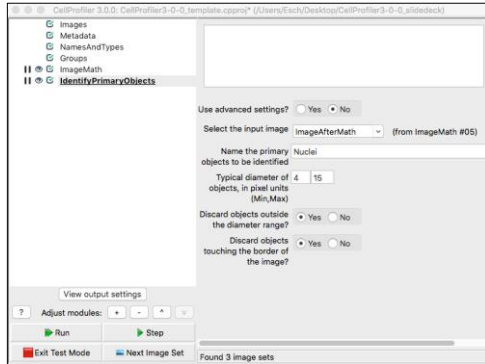 CellProfiler 3.0.0: CellProfiler3-0-0_template.cpproj* (/Users/Esch/Desktop/CellProfiler3-0-0_slidedeck)
Images
Metadata
NamesAndTypes
Groups
ImageMath
IdentifyPrimaryObjects
Use advanced settings? Yes No
Select the input image ImageAfterMath (from ImageMath #05)
Name the primary Nuclei
objects to be identified
Typical diameter of 4 15
objects, in pixel units
(Min,Max)
Discard objects outside Yes No
the diameter range?
Discard objects Yes No
touching the border of
the image?
View output settings
? Adjust modules: + - ^ v
Run Step
Exit Test Mode Next Image Set
Found 3 image sets